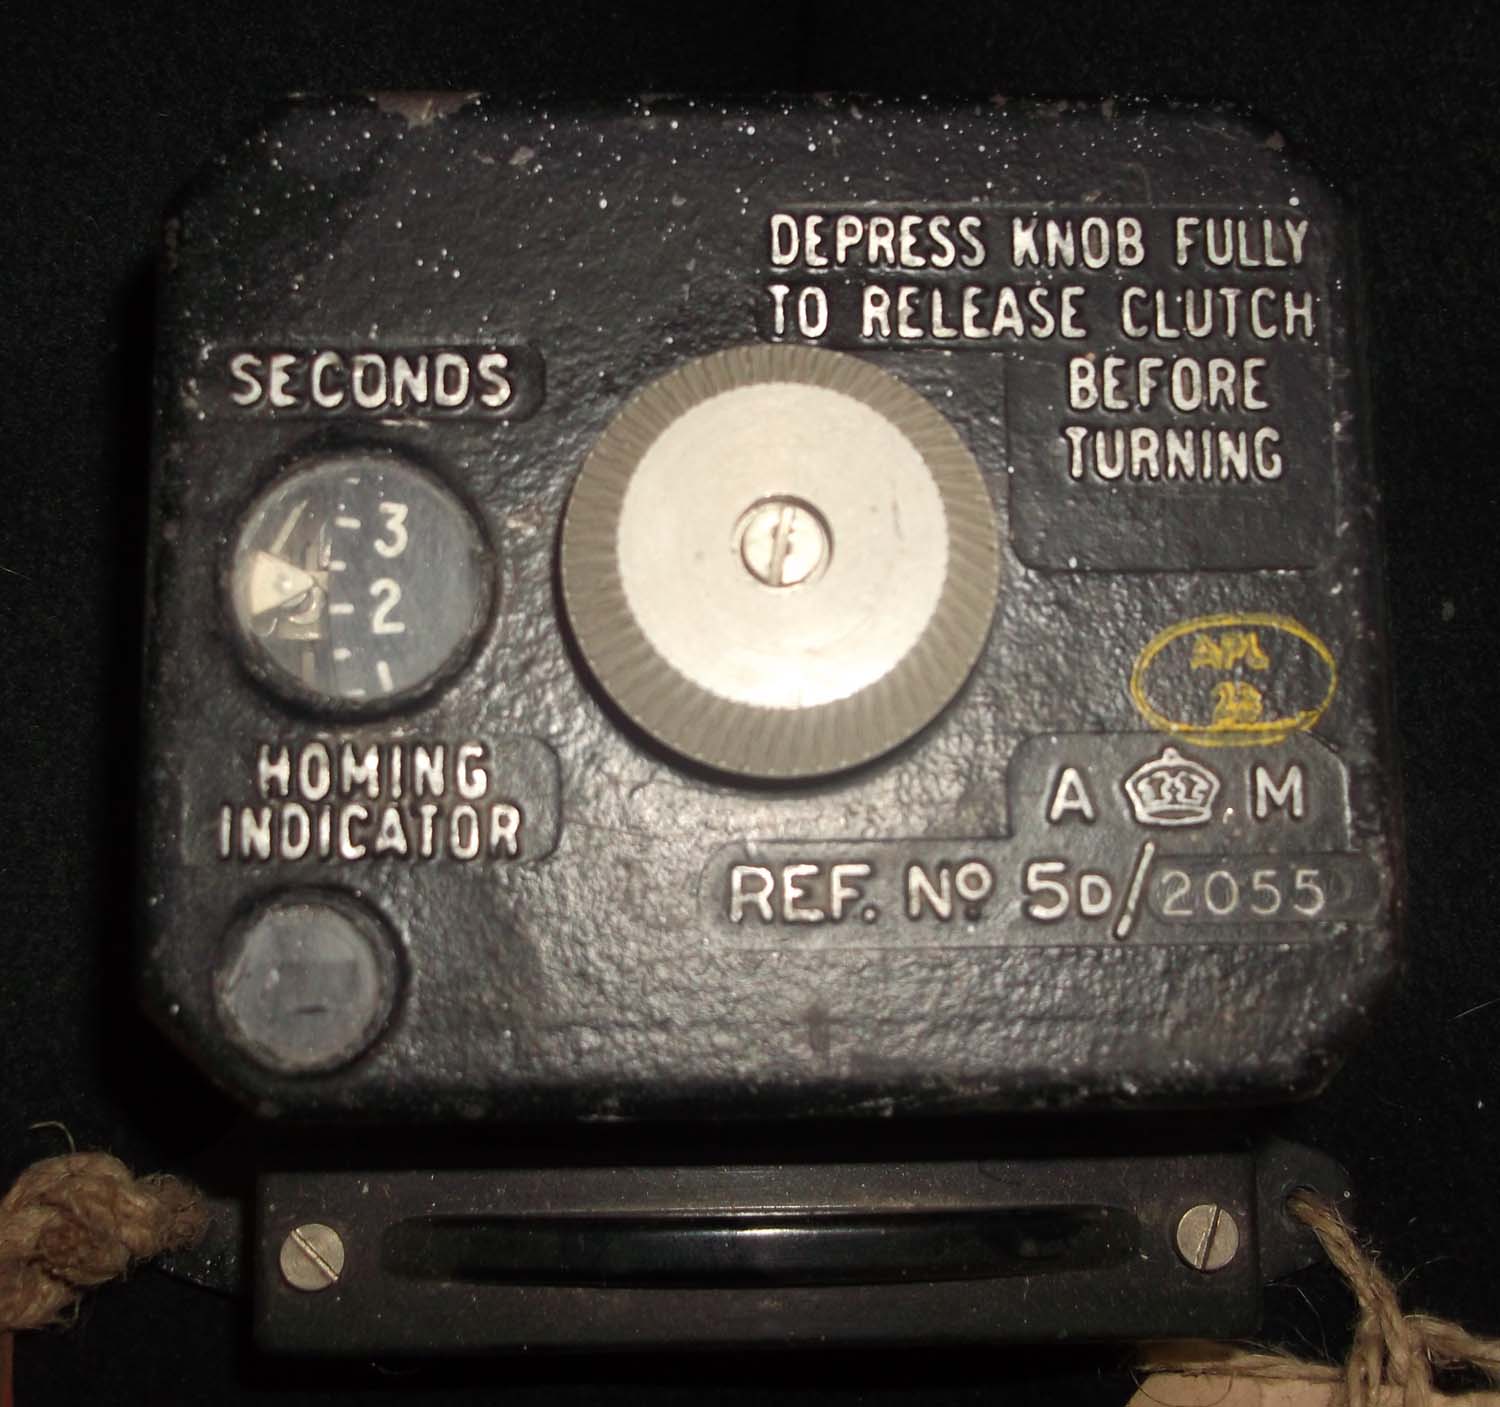 DEPRESS KNOB FULLY
TO RELEASE CLUTCH
BEFORE
TURNING
SECONDS
3
2
1
HOMING
INDICATOR
A M
REF. Nº 5D/2055